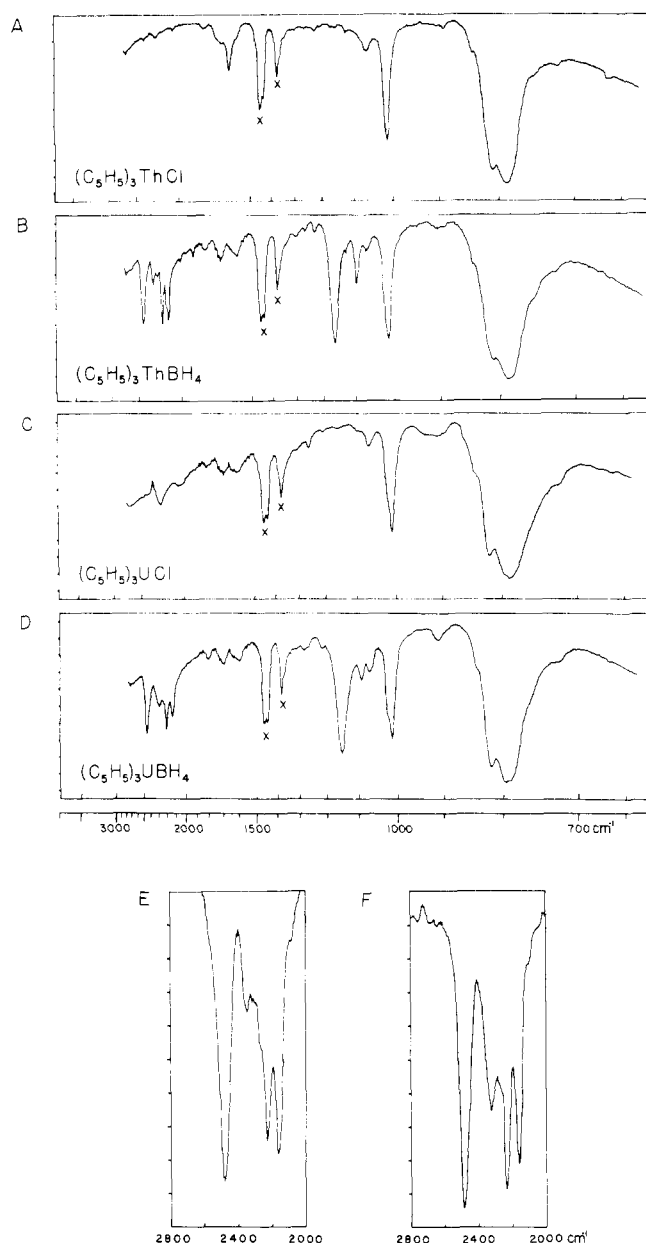 A
x
x
(C₅H₅)₃ThCl
B
x
x
(C₅H₅)₃ThBH₄
C
x
x
(C₅H₅)₃UCl
D
x
x
(C₅H₅)₃UBH₄
3000 2000 1500 1000 700 cm⁻¹
E F
2800 2400 2000 2800 2400 2000 cm⁻¹